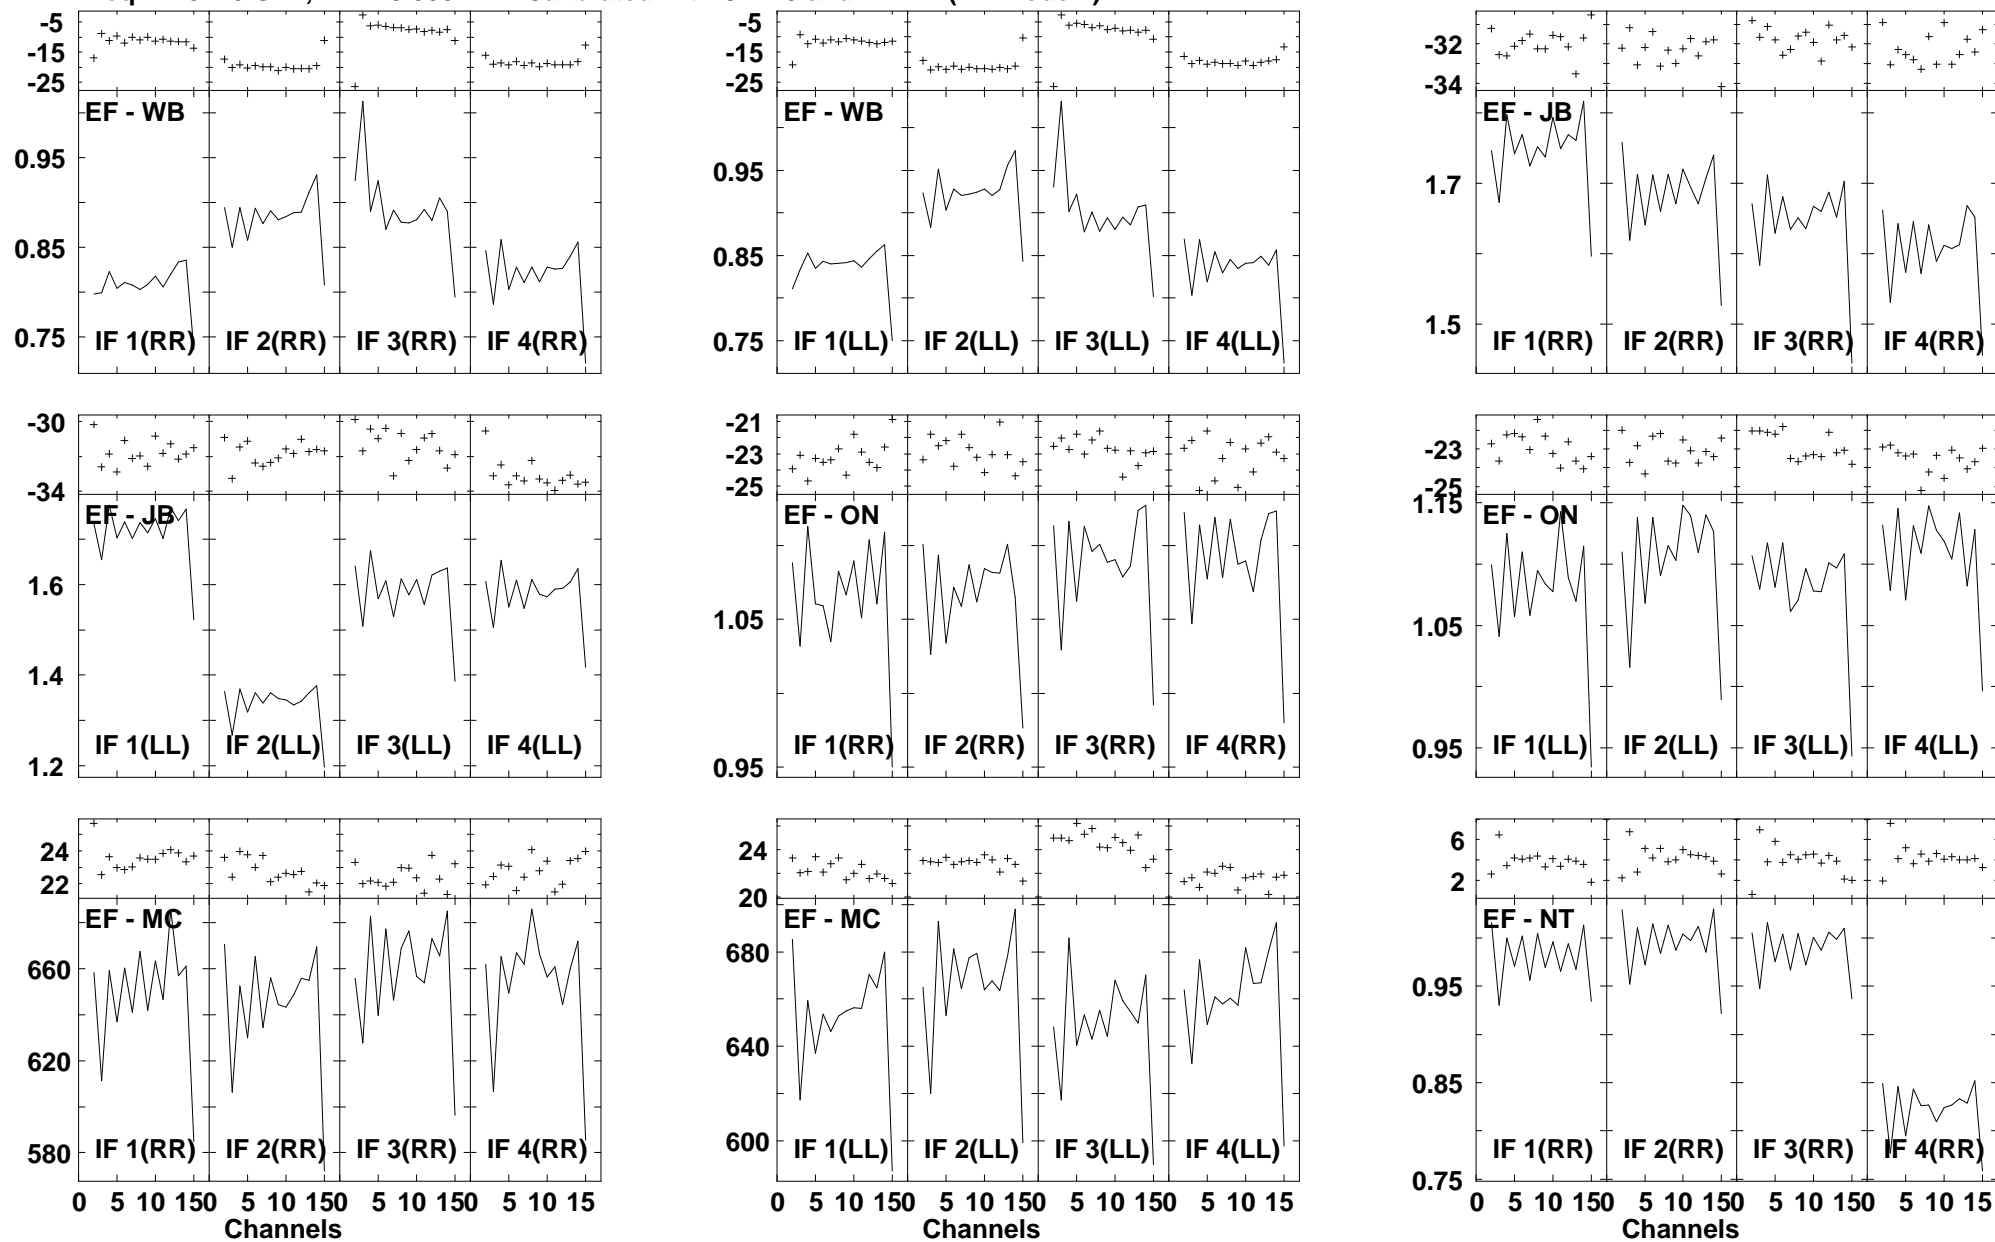 -5
-15
-25
EF - WB
0.95
0.85
0.75
IF 1(RR) IF 2(RR) IF 3(RR) IF 4(RR)
-5
-15
-25
EF - WB
0.95
0.85
0.75
IF 1(LL) IF 2(LL) IF 3(LL) IF 4(LL)
-32
-34
EF - JB
1.7
1.5
IF 1(RR) IF 2(RR) IF 3(RR) IF 4(RR)
-30
-34
EF - JB
1.6
1.4
1.2
IF 1(LL) IF 2(LL) IF 3(LL) IF 4(LL)
-21
-23
-25
EF - ON
1.05
0.95
IF 1(RR) IF 2(RR) IF 3(RR) IF 4(RR)
-23
-25
1.15
EF - ON
1.05
0.95
IF 1(LL) IF 2(LL) IF 3(LL) IF 4(LL)
24
22
EF - MC
660
620
580
IF 1(RR) IF 2(RR) IF 3(RR) IF 4(RR)
0 5 10 150 5 10 150 5 10 150 5 10 15
Channels
24
20
EF - MC
680
640
600
IF 1(LL) IF 2(LL) IF 3(LL) IF 4(LL)
0 5 10 150 5 10 150 5 10 150 5 10 15
Channels
6
2
EF - NT
0.95
0.85
0.75
IF 1(RR) IF 2(RR) IF 3(RR) IF 4(RR)
0 5 10 150 5 10 150 5 10 150 5 10 15
Channels